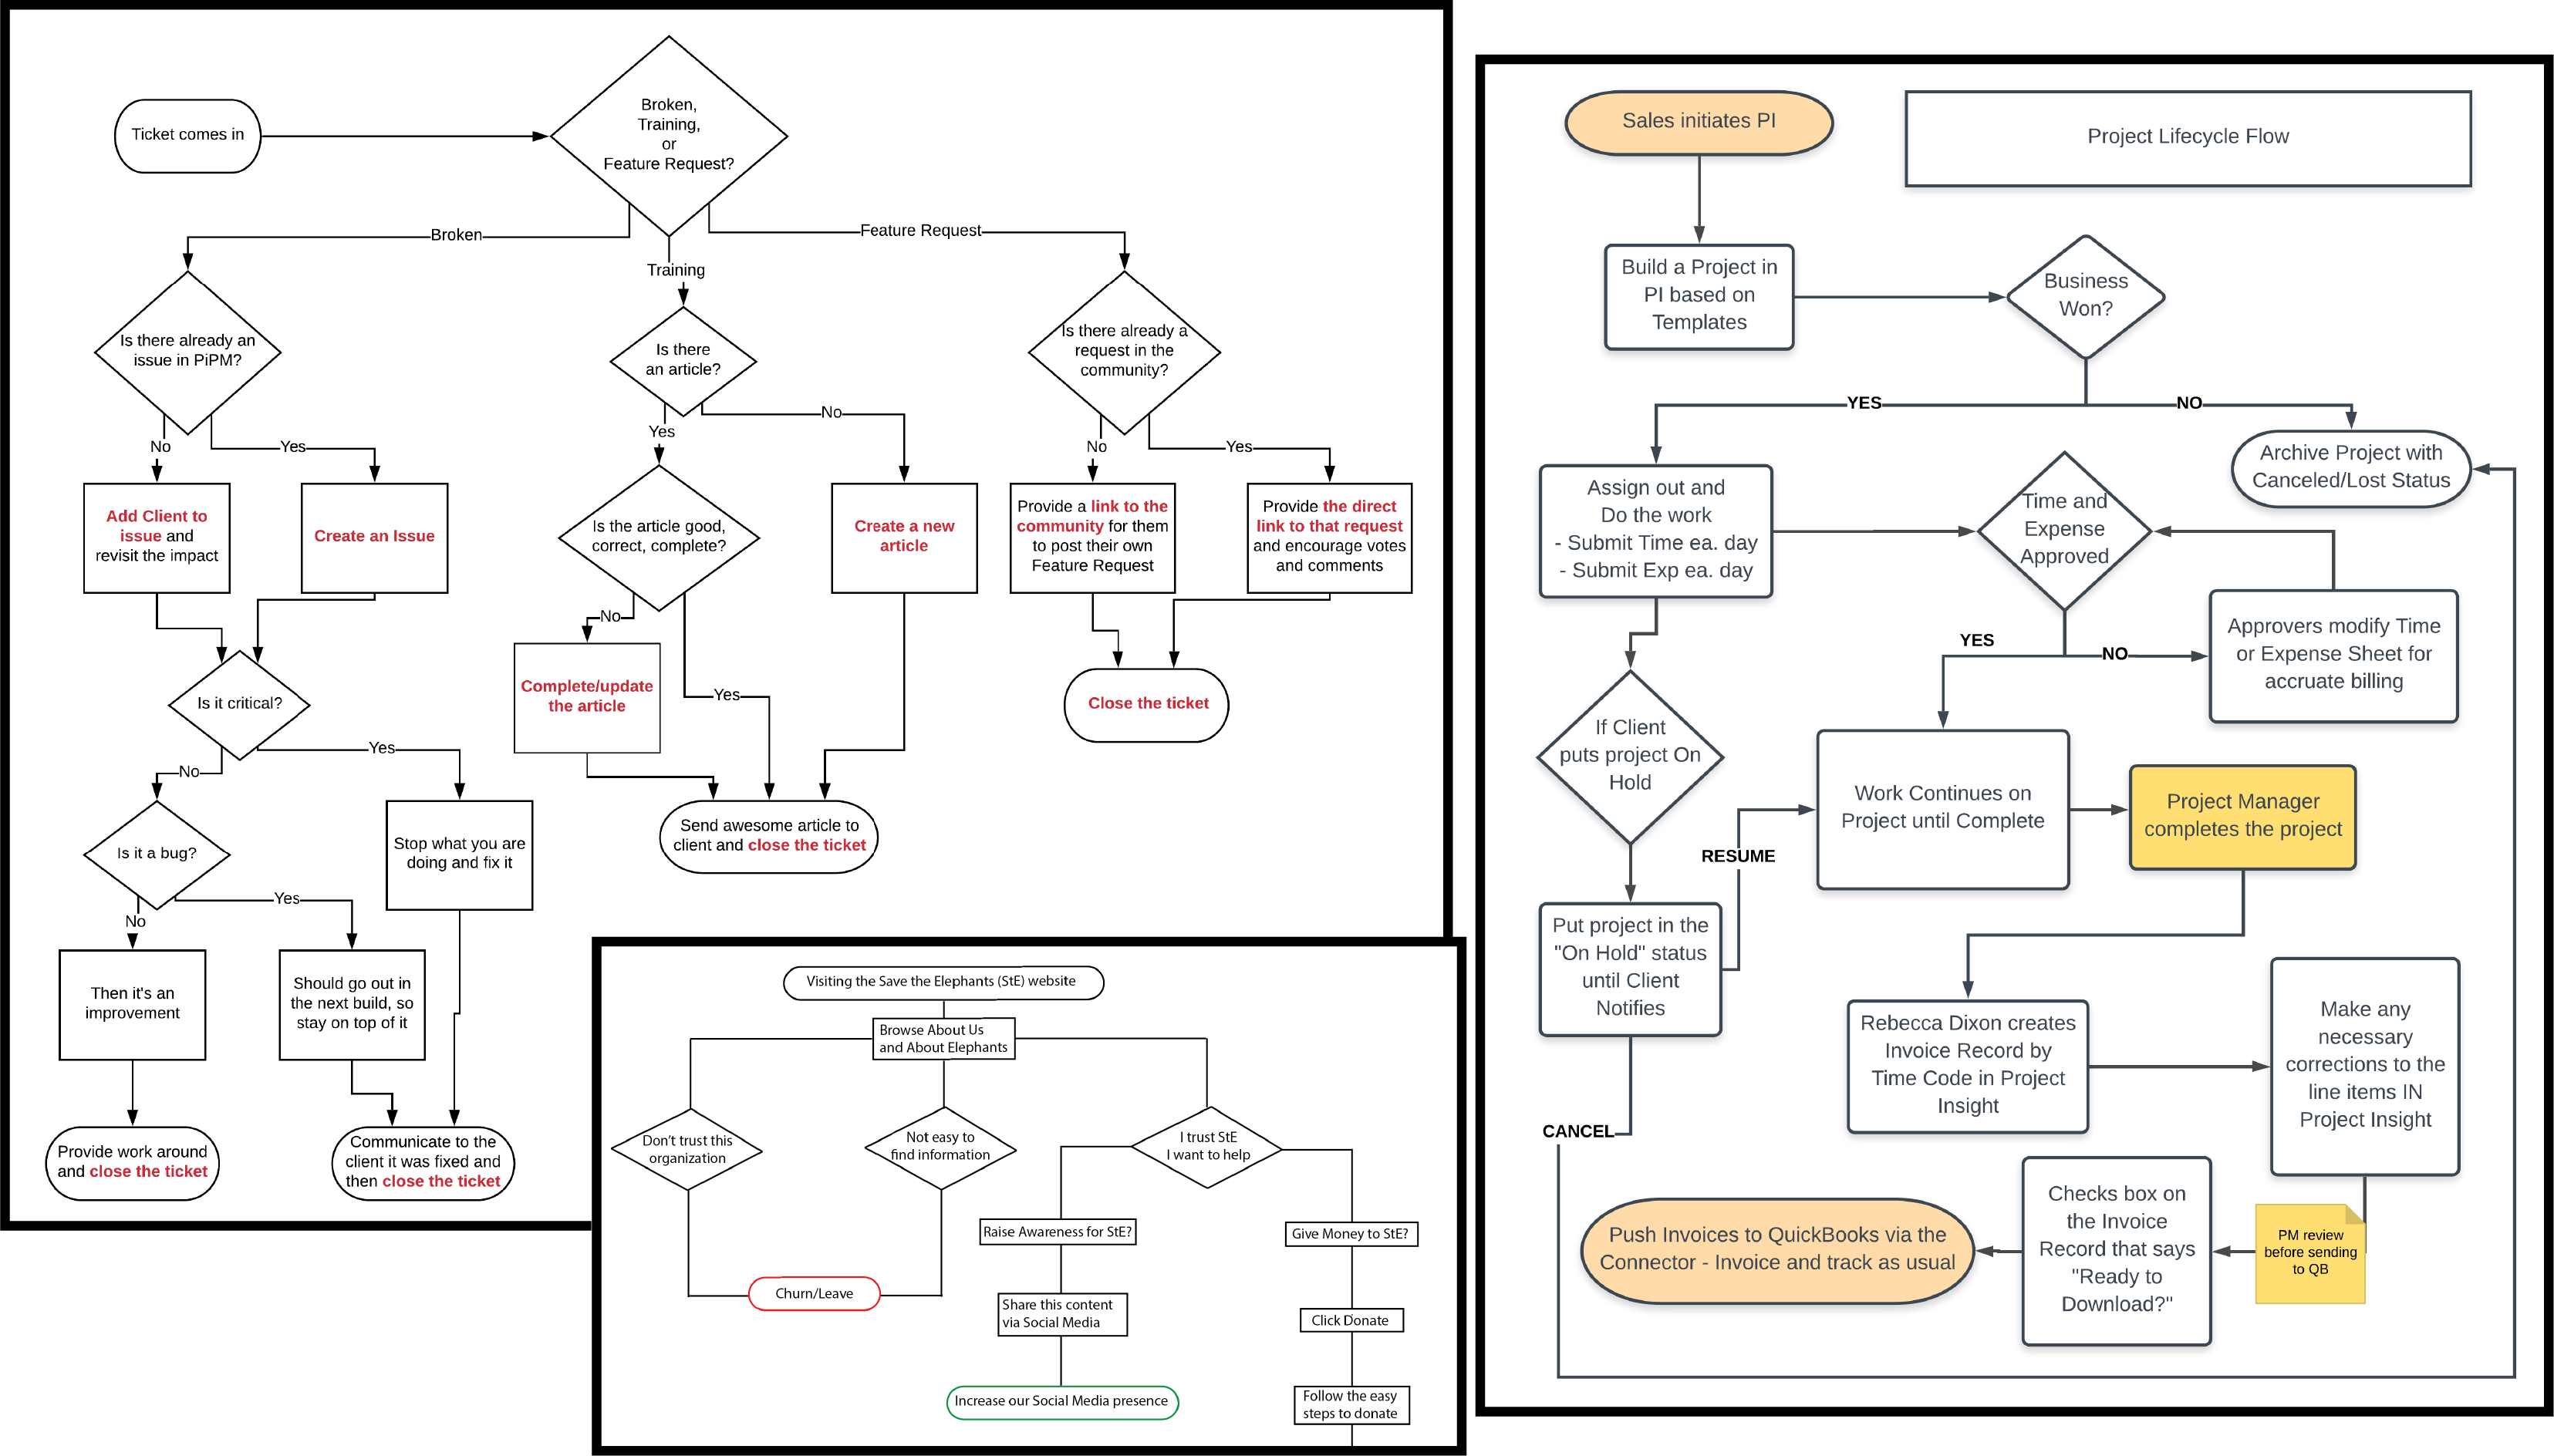 Ticket comes in
Broken,
Training,
or
Feature Request?
Broken
Training
Feature Request
Is there already an
issue in PiPM?
No
Yes
Add Client to
issue and
revisit the impact
Create an Issue
Is it critical?
No
Yes
Is it a bug?
Stop what you are
doing and fix it
No
Yes
Then it's an
improvement
Should go out in
the next build, so
stay on top of it
Provide work around
and close the ticket
Communicate to the
client it was fixed and
then close the ticket
Is there
an article?
Yes
No
Is the article good,
correct, complete?
Create a new
article
No
Yes
Complete/update
the article
Send awesome article to
client and close the ticket
Is there already a
request in the
community?
No
Yes
Provide a link to the
community for them
to post their own
Feature Request
Provide the direct
link to that request
and encourage votes
and comments
Close the ticket
Visiting the Save the Elephants (StE) website
Browse About Us
and About Elephants
Don't trust this
organization
Not easy to
find information
I trust StE
I want to help
Churn/Leave
Raise Awareness for StE?
Share this content
via Social Media
Increase our Social Media presence
Give Money to StE?
Click Donate
Follow the easy
steps to donate
Sales initiates PI
Project Lifecycle Flow
Build a Project in
PI based on
Templates
Business
Won?
YES
NO
Archive Project with
Canceled/Lost Status
Assign out and
Do the work
- Submit Time ea. day
- Submit Exp ea. day
Time and
Expense
Approved
YES
NO
Approvers modify Time
or Expense Sheet for
accruate billing
If Client
puts project On
Hold
Work Continues on
Project until Complete
Project Manager
completes the project
RESUME
Put project in the
"On Hold" status
until Client
Notifies
CANCEL
Rebecca Dixon creates
Invoice Record by
Time Code in Project
Insight
Make any
necessary
corrections to the
line items IN
Project Insight
PM review
before sending
to QB
Checks box on
the Invoice
Record that says
"Ready to
Download?"
Push Invoices to QuickBooks via the
Connector - Invoice and track as usual